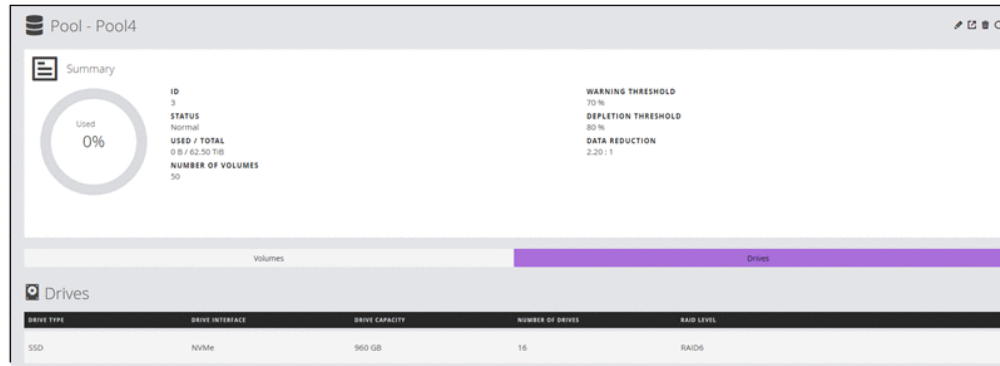 Pool - Pool4
Summary
Used
0%
ID
3
STATUS
Normal
USED / TOTAL
0 B / 62.50 TiB
NUMBER OF VOLUMES
50
WARNING THRESHOLD
70 %
DEPLETION THRESHOLD
80 %
DATA REDUCTION
2.20 : 1
Volumes Drives
Drives
DRIVE TYPE DRIVE INTERFACE DRIVE CAPACITY NUMBER OF DRIVES RAID LEVEL
SSD NVMe 960 GB 16 RAID6